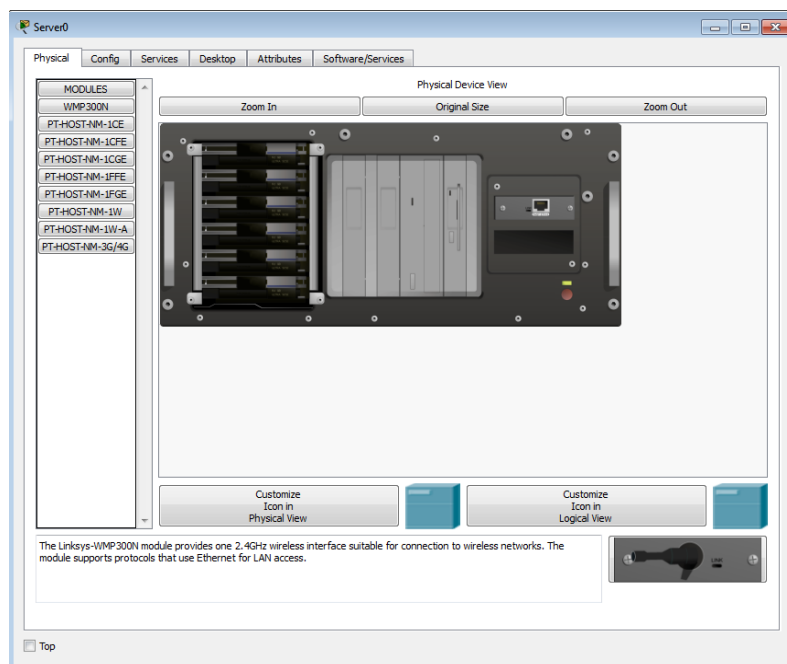 Server0
Physical Config Services Desktop Attributes Software/Services
MODULES
WMP300N
PT-HOST-NM-1CE
PT-HOST-NM-1CFE
PT-HOST-NM-1CGE
PT-HOST-NM-1FFE
PT-HOST-NM-1FGE
PT-HOST-NM-1W
PT-HOST-NM-1W-A
PT-HOST-NM-3G/4G
Physical Device View
Zoom In Original Size Zoom Out
Customize
Icon in
Physical View
Customize
Icon in
Logical View
The Linksys-WMP300N module provides one 2.4GHz wireless interface suitable for connection to wireless networks. The
module supports protocols that use Ethernet for LAN access.
LINK
Top